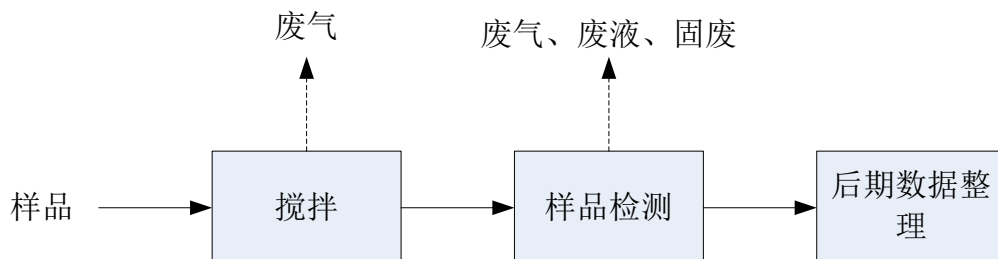 废气
废气、废液、固废
样品
搅拌
样品检测
后期数据整
理